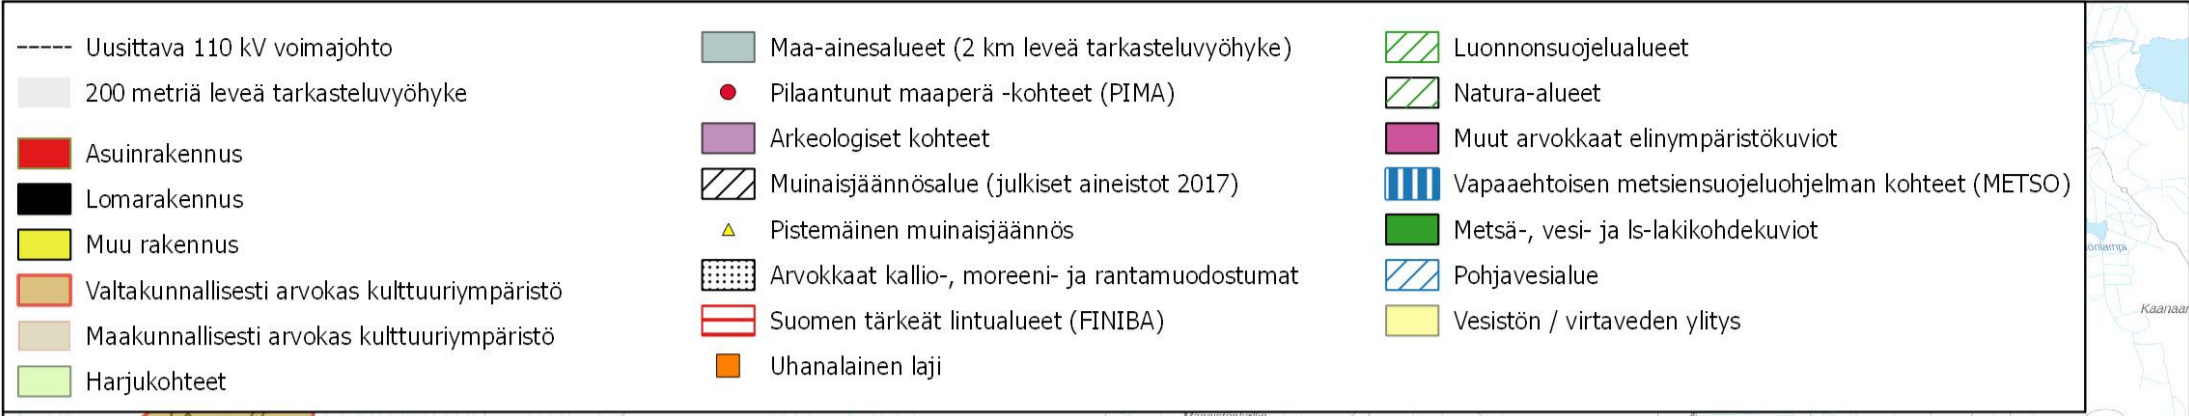 Uusittava 110 kV voimajohto
200 metriä leveä tarkasteluvyöhyke
Asuinrakennus
Lomarakennus
Muu rakennus
Valtakunnallisesti arvokas kulttuuriympäristö
Maakunnallisesti arvokas kulttuuriympäristö
Harjukohteet
Maa-ainesalueet (2 km leveä tarkasteluvyöhyke)
Pilaantunut maaperä -kohteet (PIMA)
Arkeologiset kohteet
Muinaisjäännösalue (julkiset aineistot 2017)
Pistemäinen muinaisjäännös
Arvokkaat kallio-, moreeni- ja rantamuodostumat
Suomen tärkeät lintualueet (FINIBA)
Uhanalainen laji
Luonnonsuojelualueet
Natura-alueet
Muut arvokkaat elinympäristökuviot
Vapaaehtoisen metsiensuojeluohjelman kohteet (METSO)
Metsä-, vesi- ja ls-lakikohdekuviot
Pohjavesialue
Vesistön / virtaveden ylitys
Kaanaar